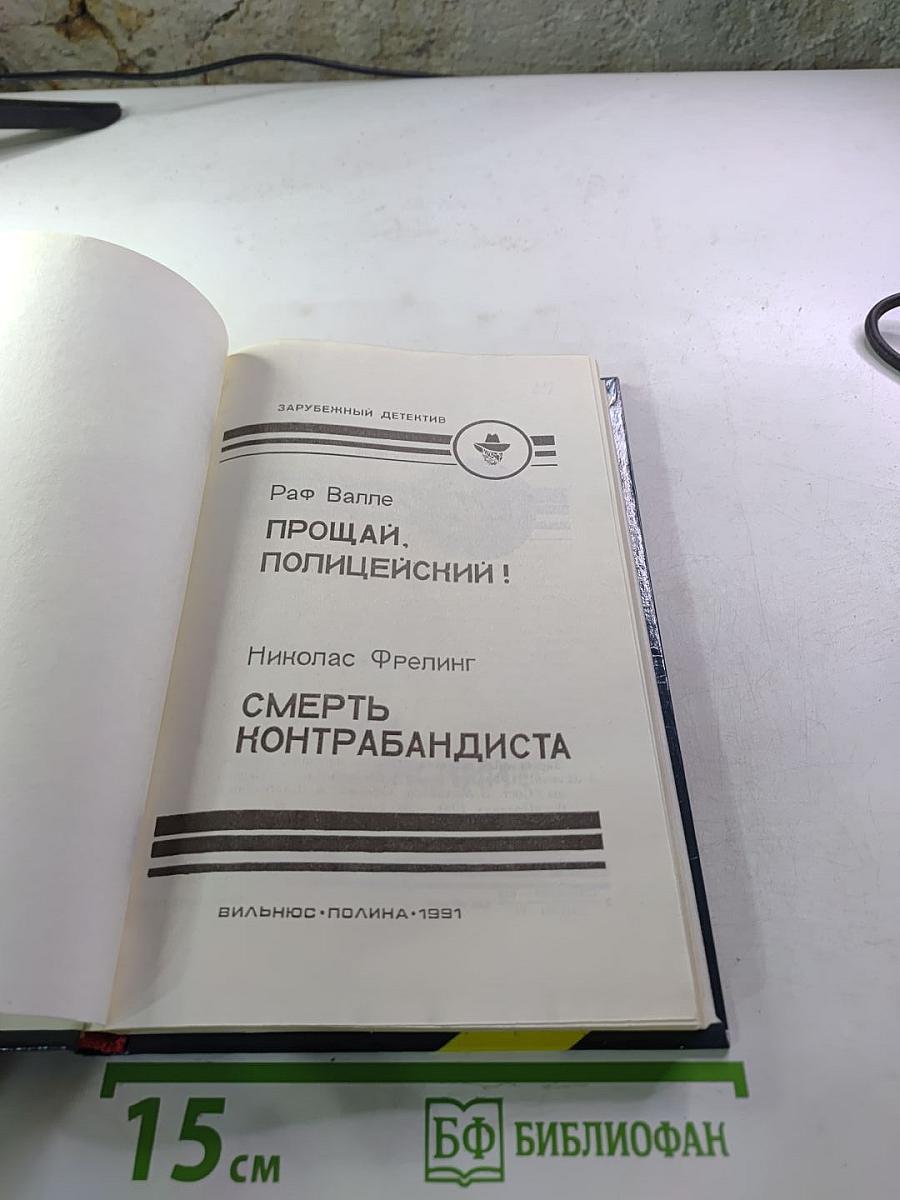 ЗАРУБЕЖНЫЙ ДЕТЕКТИВ
Раф Валле
ПРОЩАЙ,
ПОЛИЦЕЙСКИЙ!
Николас Фрелинг
СМЕРТЬ
КОНТРАБАНДИСТА
ВИЛЬНЮС • ПОЛИНА • 1991
15 см
БФ БИБЛИОФАН